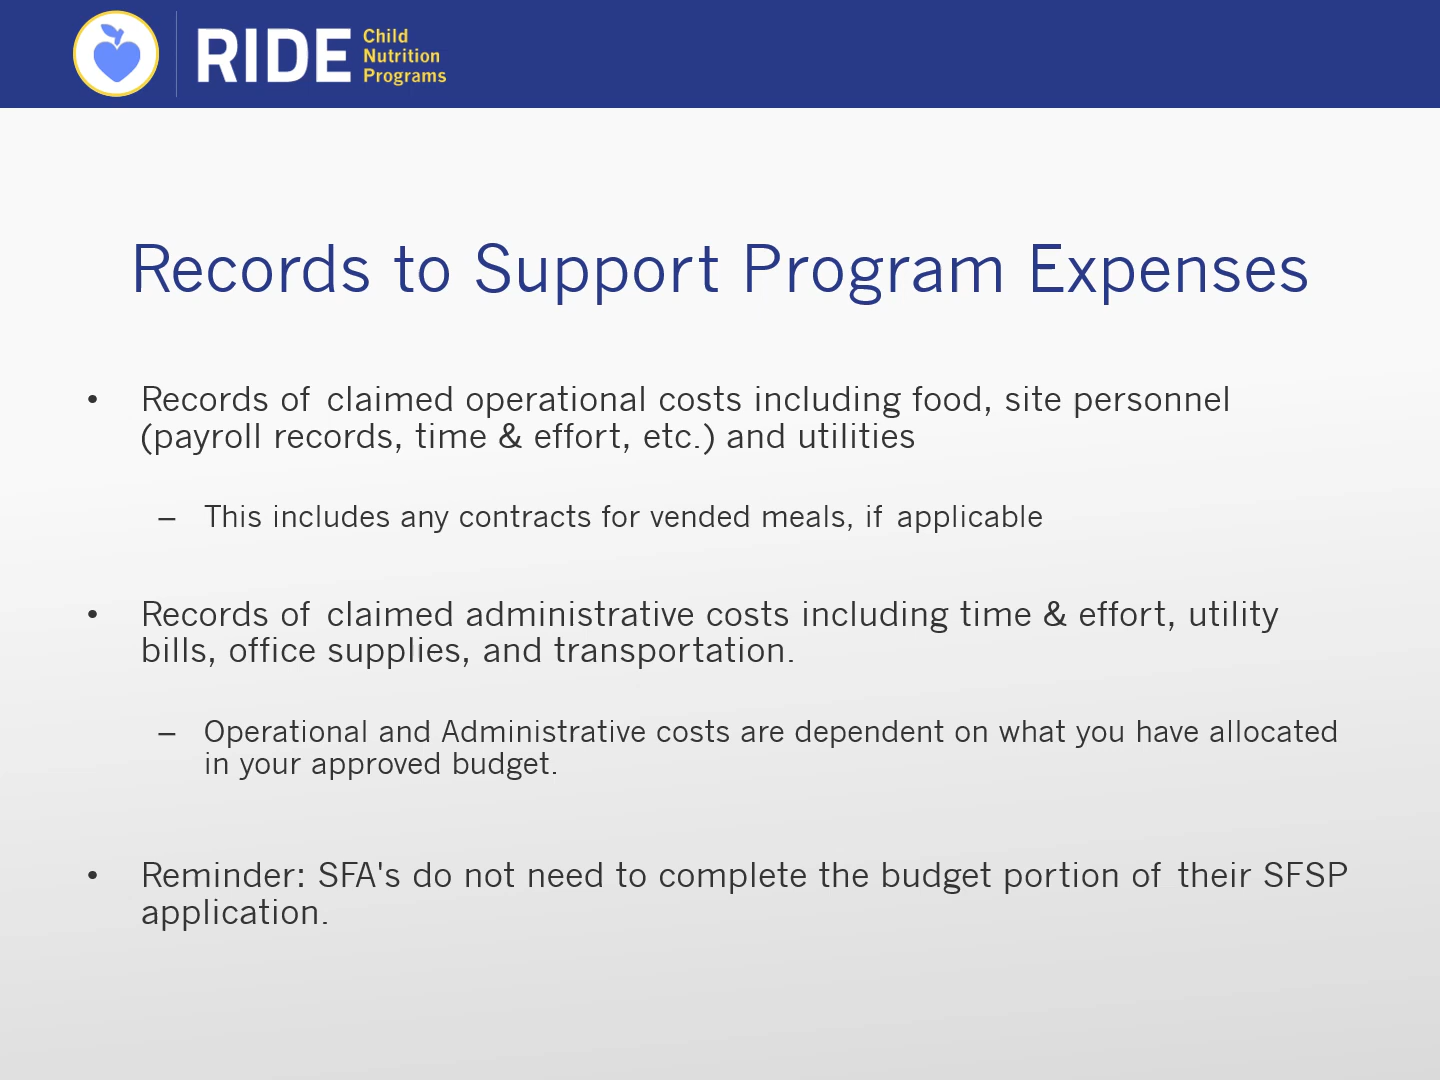 RIDE
Child
Nutrition
Programs
Records to Support Program Expenses
• Records of claimed operational costs including food, site personnel
(payroll records, time & effort, etc.) and utilities
– This includes any contracts for vended meals, if applicable
• Records of claimed administrative costs including time & effort, utility
bills, office supplies, and transportation.
– Operational and Administrative costs are dependent on what you have allocated
in your approved budget.
• Reminder: SFA's do not need to complete the budget portion of their SFSP
application.